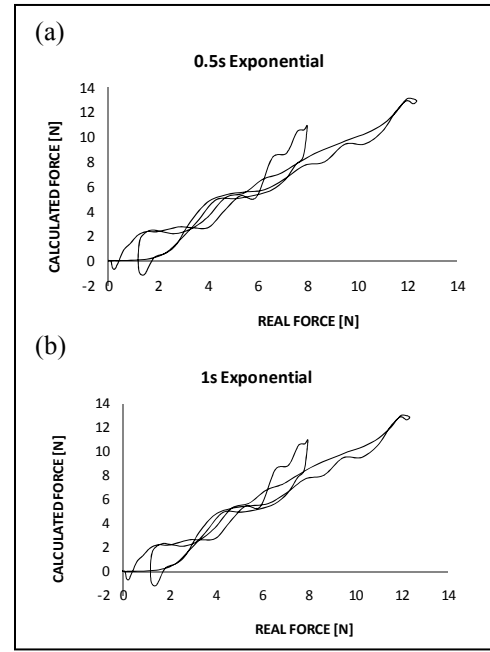 (a)
0.5s Exponential
14
12
10
8
6
4
2
0
-2
0 2 4 6 8 10 12 14
CALCULATED FORCE [N]
REAL FORCE [N]
(b)
1s Exponential
14
12
10
8
6
4
2
0
-2
0 2 4 6 8 10 12 14
CALCULATED FORCE [N]
REAL FORCE [N]